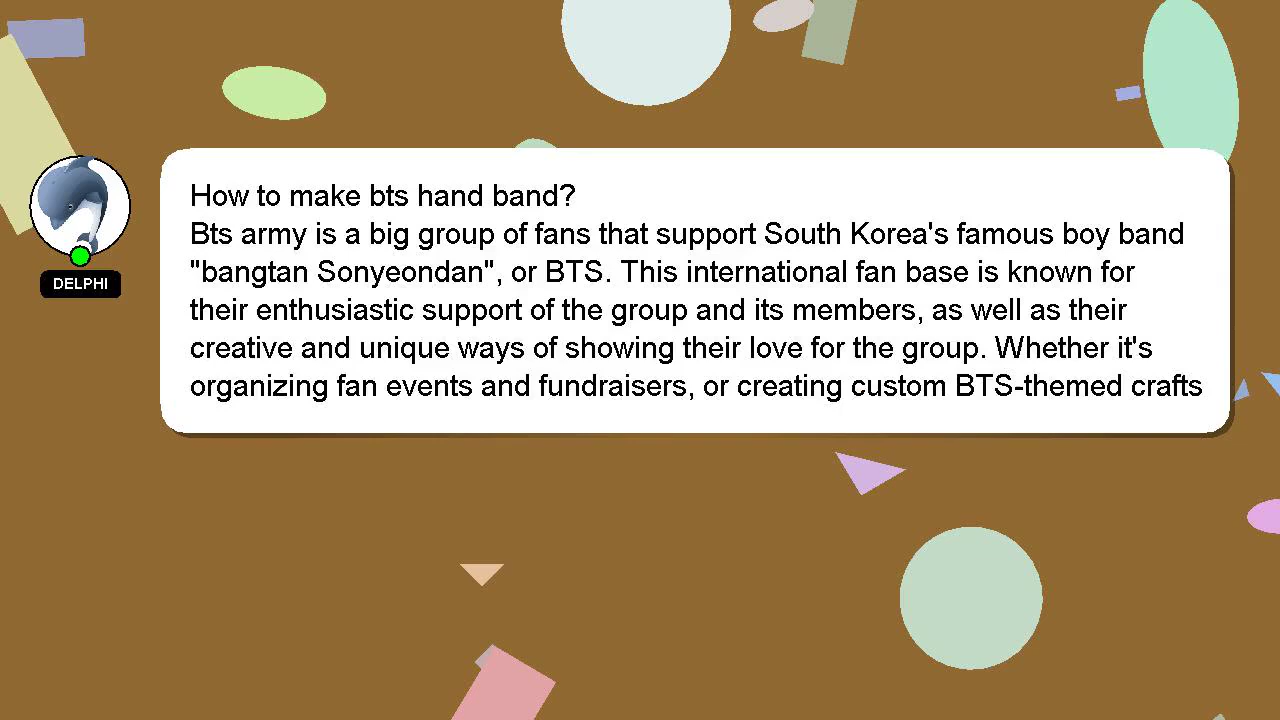 DELPHI
How to make bts hand band?
Bts army is a big group of fans that support South Korea's famous boy band
"bangtan Sonyeondan", or BTS. This international fan base is known for
their enthusiastic support of the group and its members, as well as their
creative and unique ways of showing their love for the group. Whether it's
organizing fan events and fundraisers, or creating custom BTS-themed crafts